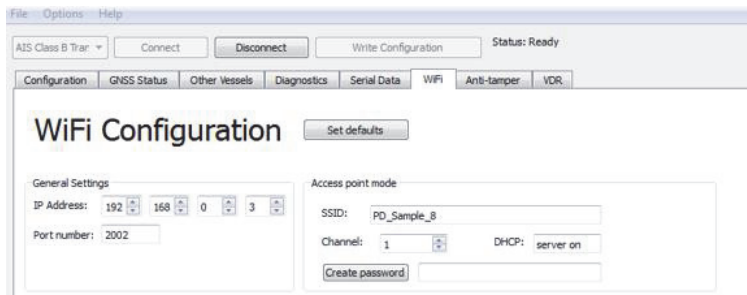 File Options Help
AIS Class B Tran Connect Disconnect Write Configuration Status: Ready
Configuration GNSS Status Other Vessels Diagnostics Serial Data WiFi Anti-tamper VDR
WiFi Configuration Set defaults
General Settings Access point mode
IP Address: 192 168 0 3 SSID: PD_Sample_8
Port number: 2002 Channel: 1 DHCP: server on
Create password